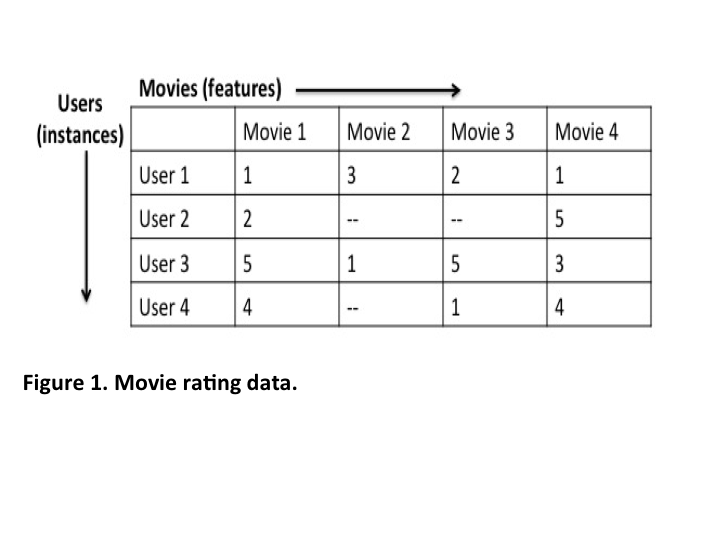 Movies (features)
Users
(instances)
Movie 1 Movie 2 Movie 3 Movie 4
User 1 1 3 2 1
User 2 2 -- -- 5
User 3 5 1 5 3
User 4 4 -- 1 4
Figure 1. Movie rating data.